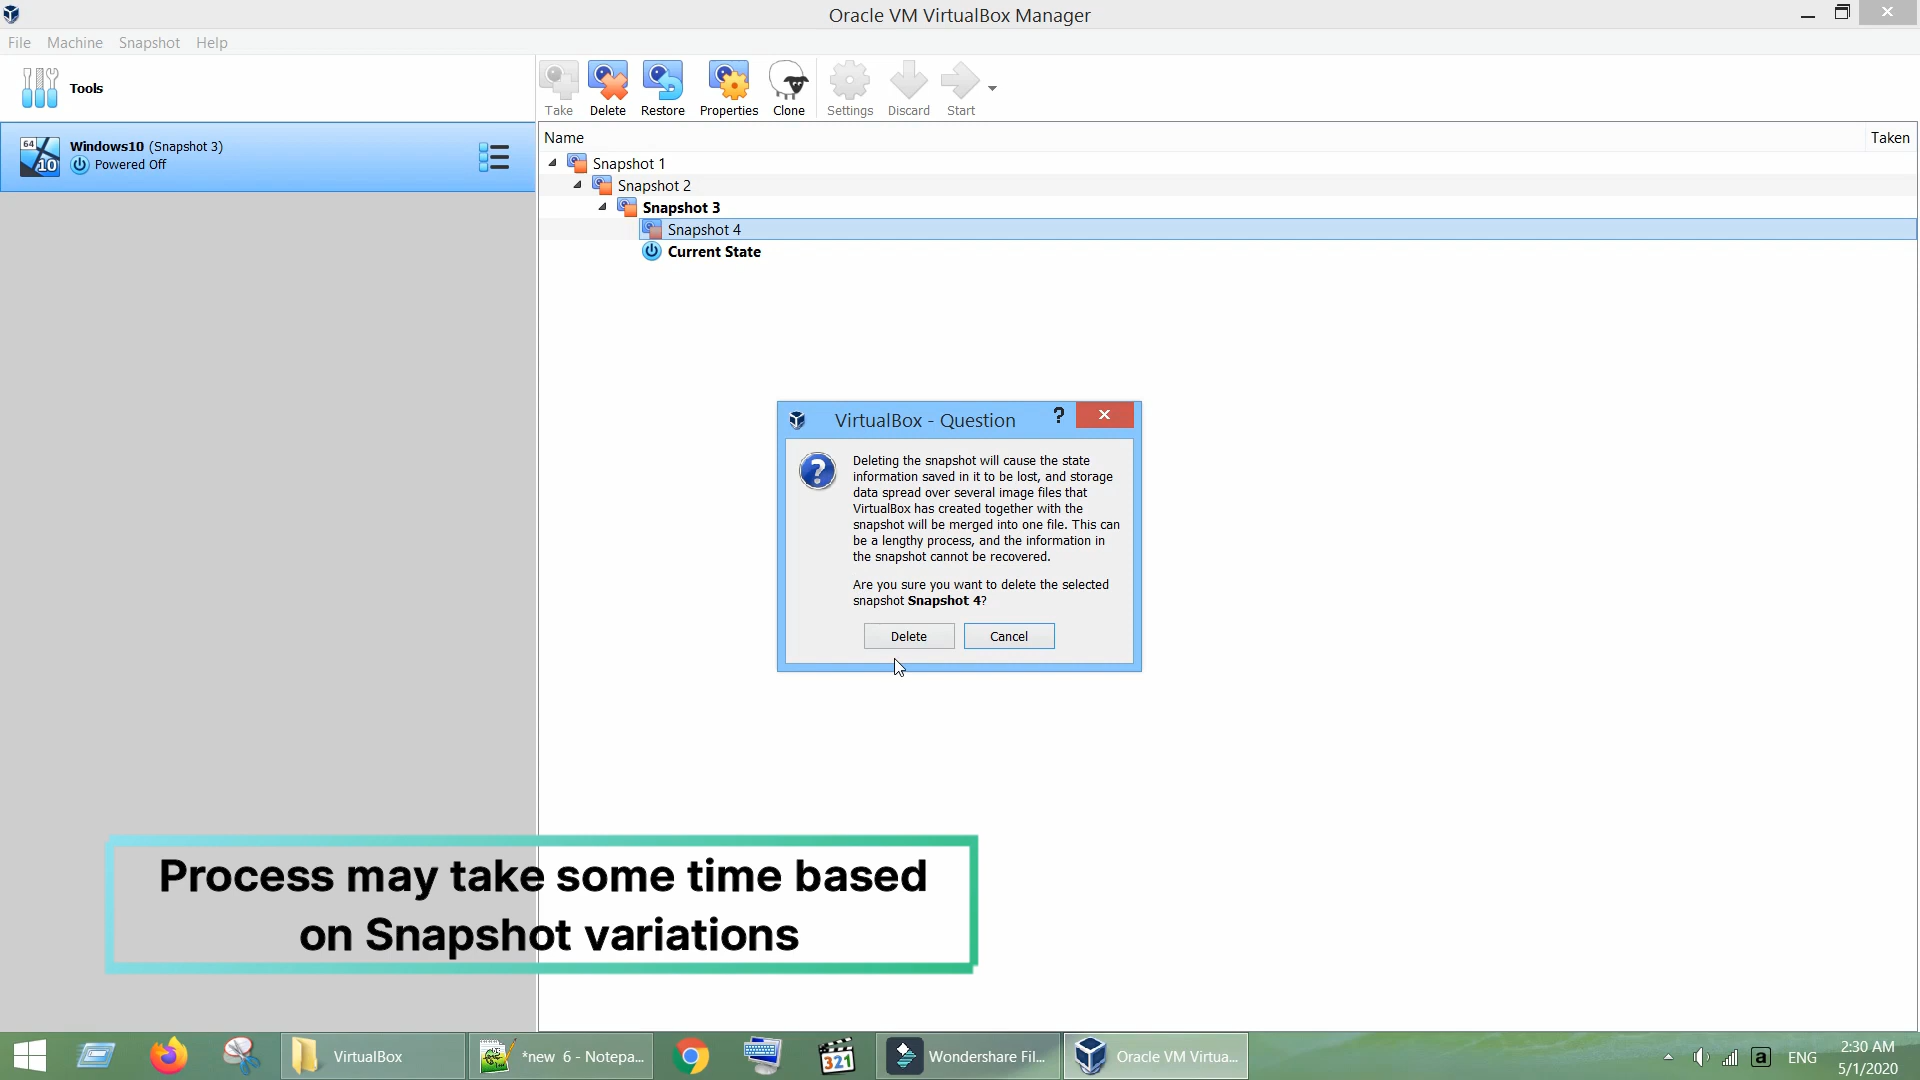 Oracle VM VirtualBox Manager
File Machine Snapshot Help
Tools
Take Delete Restore Properties Clone Settings Discard Start
64
10
Windows10 (Snapshot 3)
Powered Off
Name Taken
Snapshot 1
Snapshot 2
Snapshot 3
Snapshot 4
Current State
VirtualBox - Question
?
Deleting the snapshot will cause the state
information saved in it to be lost, and storage
data spread over several image files that
VirtualBox has created together with the
snapshot will be merged into one file. This can
be a lengthy process, and the information in
the snapshot cannot be recovered.
Are you sure you want to delete the selected
snapshot Snapshot 4?
Delete Cancel
Process may take some time based
on Snapshot variations
VirtualBox
*new 6 - Notepa...
321
Wondershare Fil...
Oracle VM Virtua...
a
ENG
2:30 AM
5/1/2020